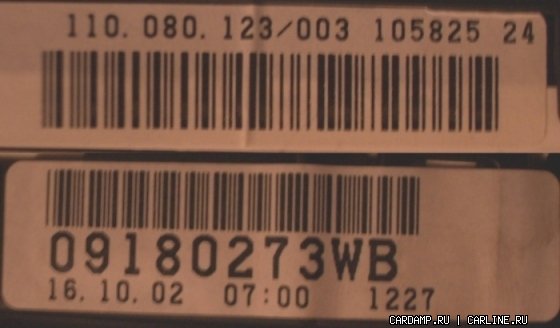 110.080.123/003 105825 24
09180273WB
16.10.02 07:00 1227
CARDAMP.RU | CARLINE.RU